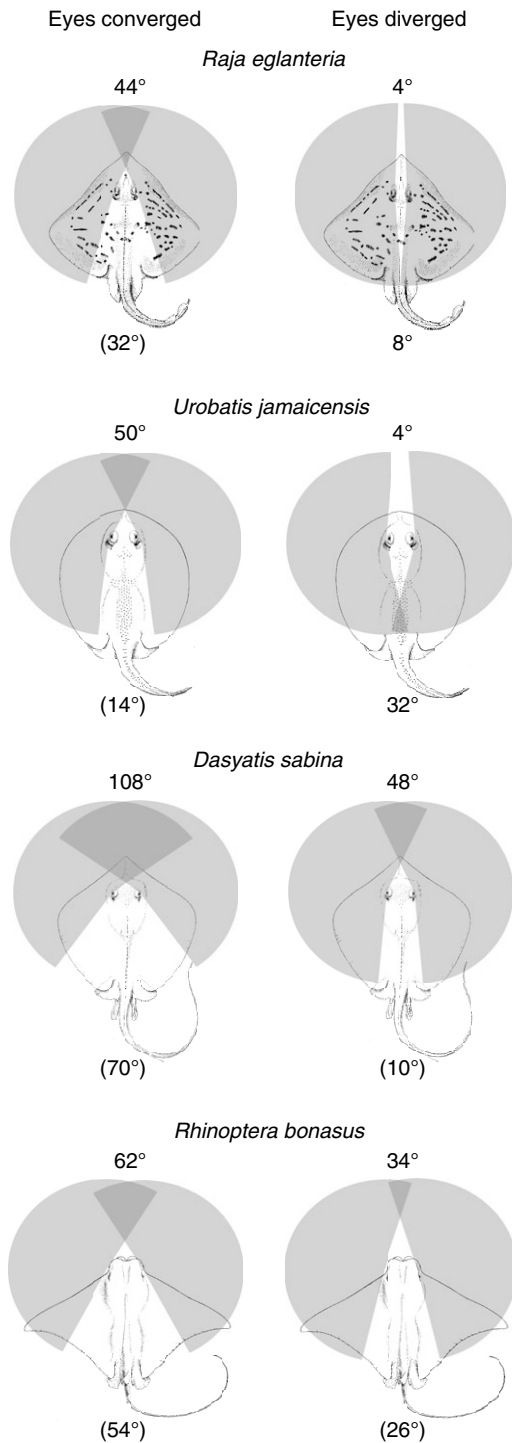 Eyes converged Eyes diverged
Raja eglanteria
44° 4°
(32°) 8°
Urobatis jamaicensis
50° 4°
(14°) 32°
Dasyatis sabina
108° 48°
(70°) (10°)
Rhinoptera bonasus
62° 34°
(54°) (26°)